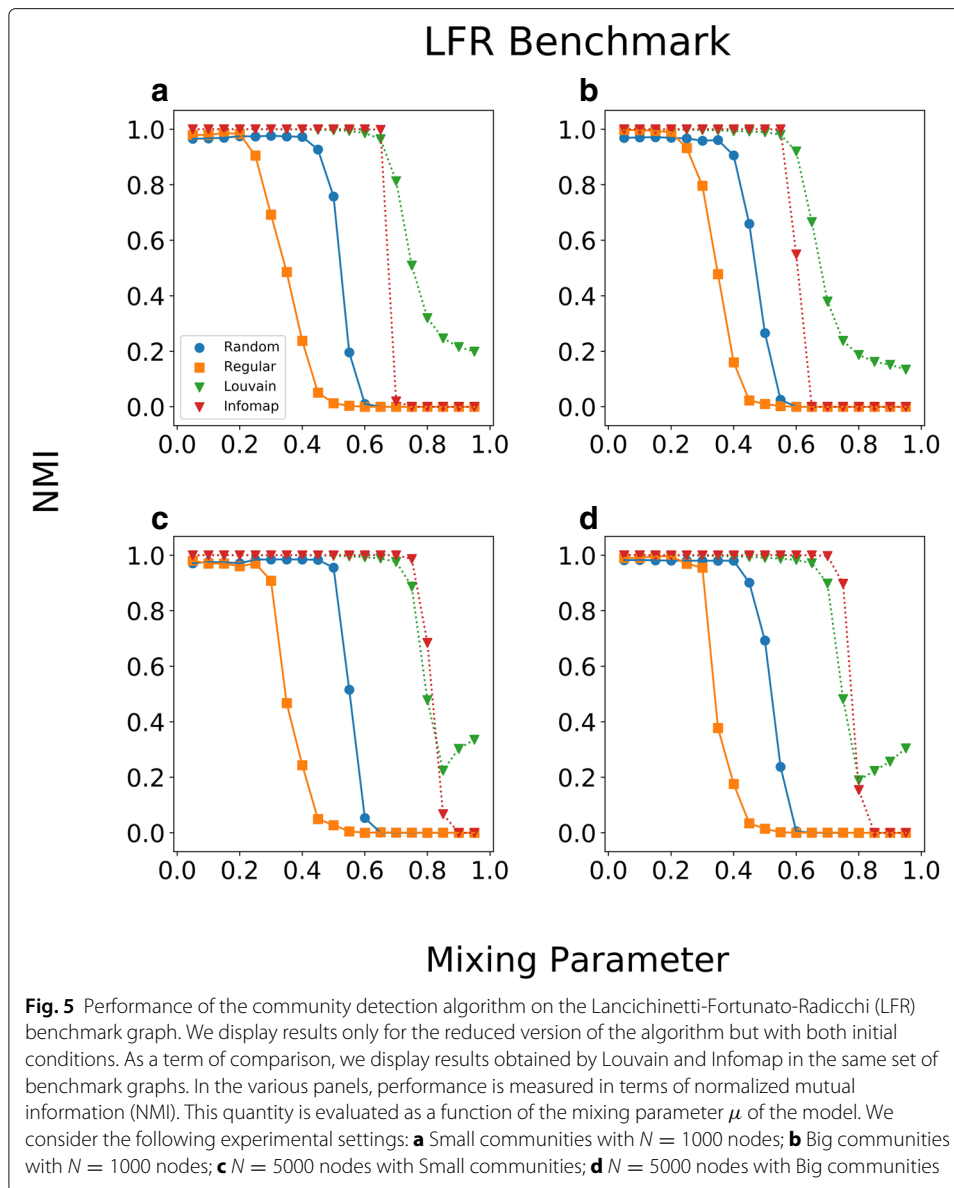 LFR Benchmark
a
1.0
0.8
0.6
0.4
0.2
0.0
Random
Regular
Louvain
Infomap
0.0 0.2 0.4 0.6 0.8 1.0
b
1.0
0.8
0.6
0.4
0.2
0.0
0.0 0.2 0.4 0.6 0.8 1.0
NMI
c
1.0
0.8
0.6
0.4
0.2
0.0
0.0 0.2 0.4 0.6 0.8 1.0
d
1.0
0.8
0.6
0.4
0.2
0.0
0.0 0.2 0.4 0.6 0.8 1.0
Mixing Parameter
Fig. 5 Performance of the community detection algorithm on the Lancichinetti-Fortunato-Radicchi (LFR)
benchmark graph. We display results only for the reduced version of the algorithm but with both initial
conditions. As a term of comparison, we display results obtained by Louvain and Infomap in the same set of
benchmark graphs. In the various panels, performance is measured in terms of normalized mutual
information (NMI). This quantity is evaluated as a function of the mixing parameter μ of the model. We
consider the following experimental settings: a Small communities with N = 1000 nodes; b Big communities
with N = 1000 nodes; c N = 5000 nodes with Small communities; d N = 5000 nodes with Big communities